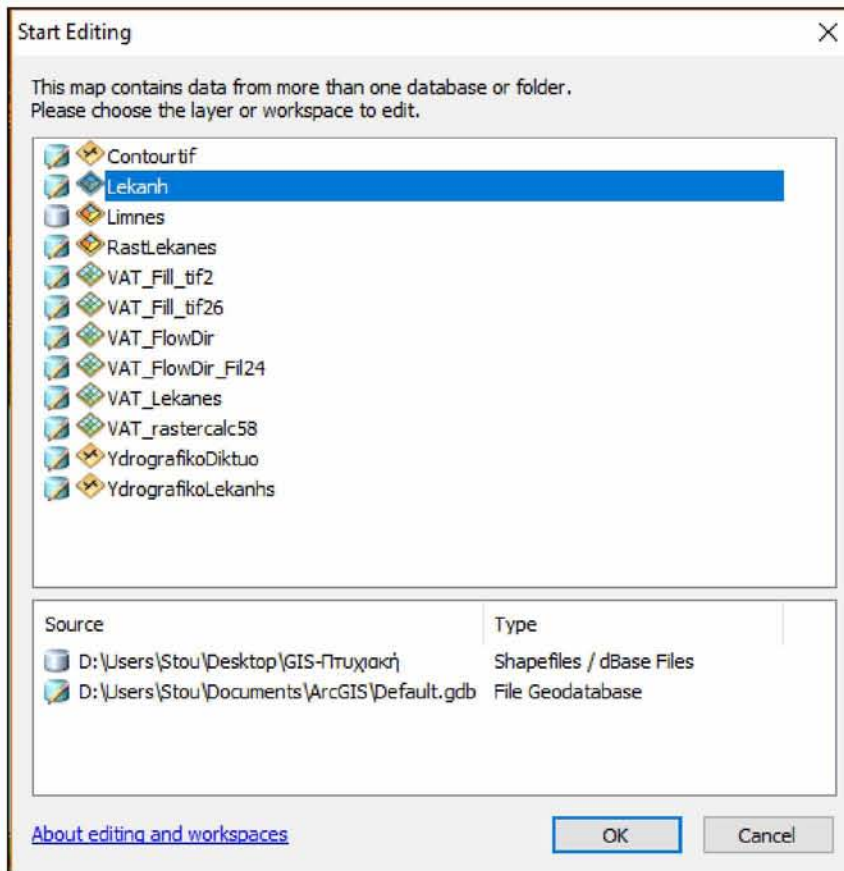 Start Editing
This map contains data from more than one database or folder.
Please choose the layer or workspace to edit.
Contourtif
Lekanh
Limnes
RastLekanes
VAT_Fill_tif2
VAT_Fill_tif26
VAT_FlowDir
VAT_FlowDir_Fil24
VAT_Lekanes
VAT_rastercalc58
YdrografikoDiktuo
YdrografikoLekanhs
Source Type
D:\Users\Stou\Desktop\GIS-Πτυχιακή Shapefiles / dBase Files
D:\Users\Stou\Documents\ArcGIS\Default.gdb File Geodatabase
About editing and workspaces OK Cancel